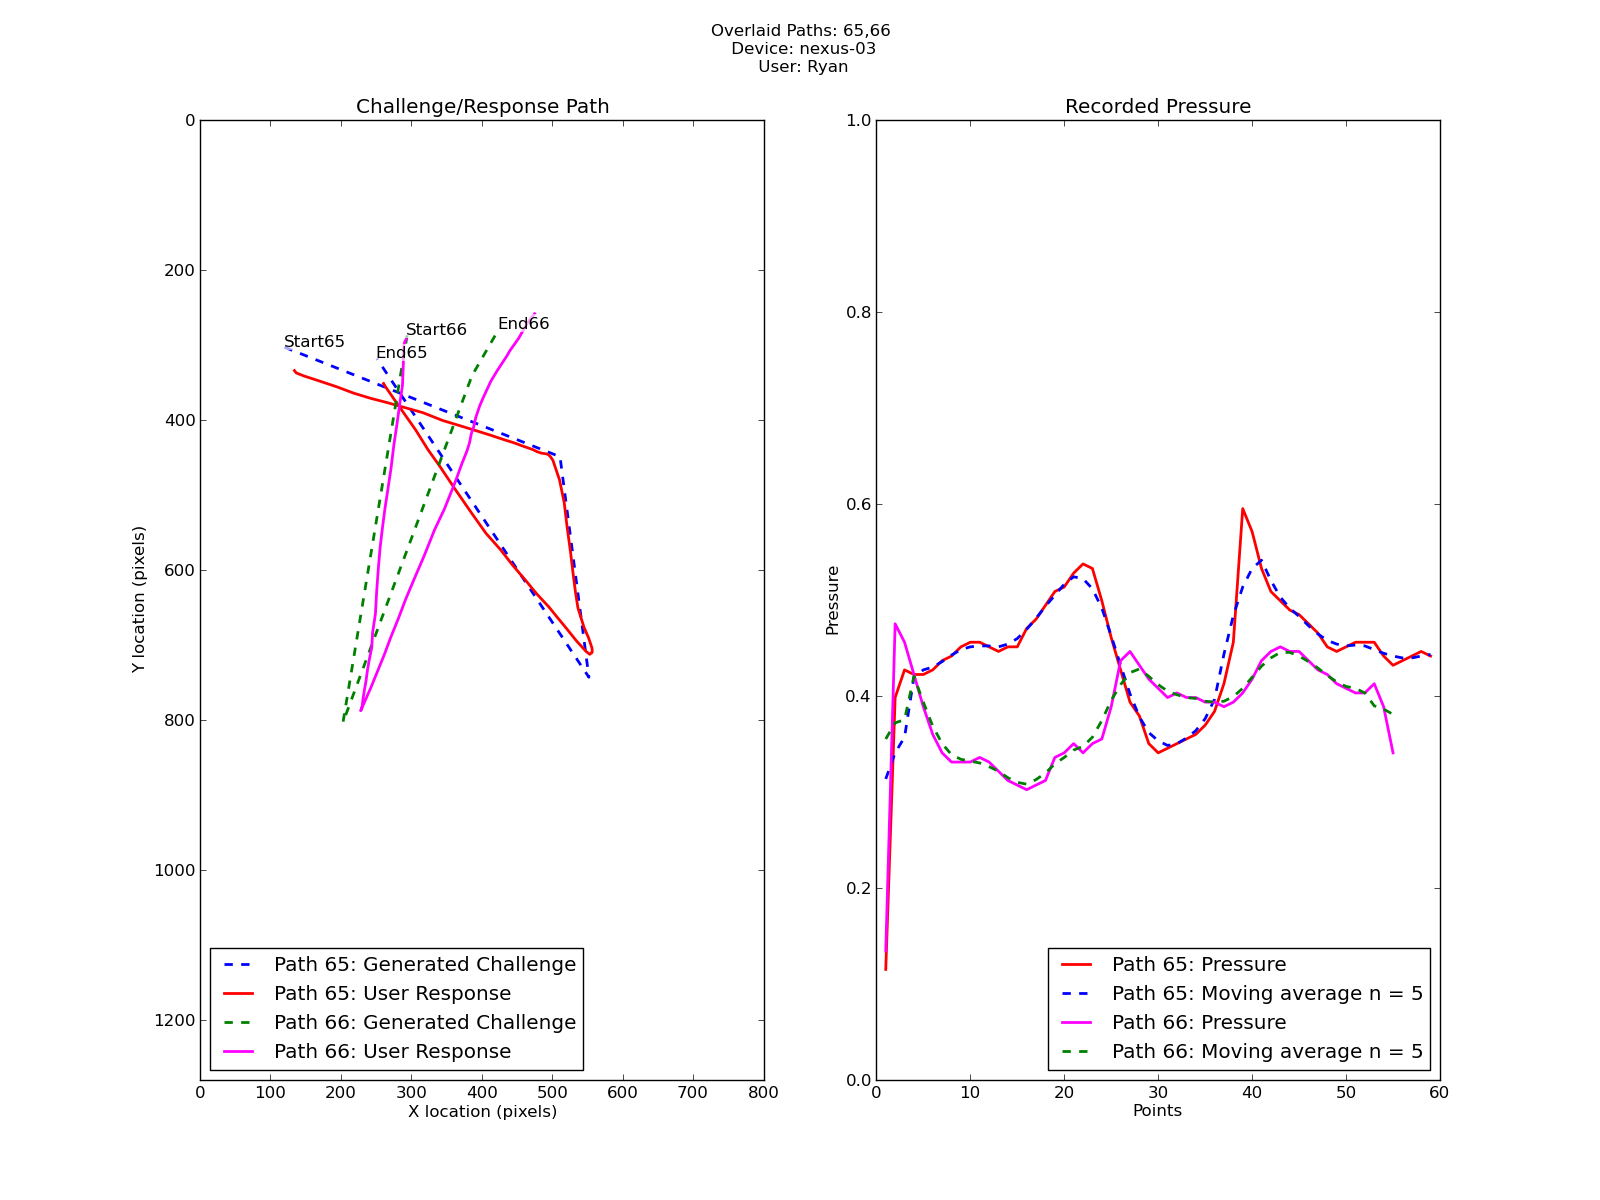 Overlaid Paths: 65,66
Device: nexus-03
User: Ryan
Challenge/Response Path
0
200
400
600
800
1000
1200
Y location (pixels)
Start65
End65
Start66
End66
Path 65: Generated Challenge
Path 65: User Response
Path 66: Generated Challenge
Path 66: User Response
0 100 200 300 400 500 600 700 800
X location (pixels)
Recorded Pressure
1.0
0.8
0.6
0.4
0.2
0.0
Pressure
Path 65: Pressure
Path 65: Moving average n = 5
Path 66: Pressure
Path 66: Moving average n = 5
0 10 20 30 40 50 60
Points